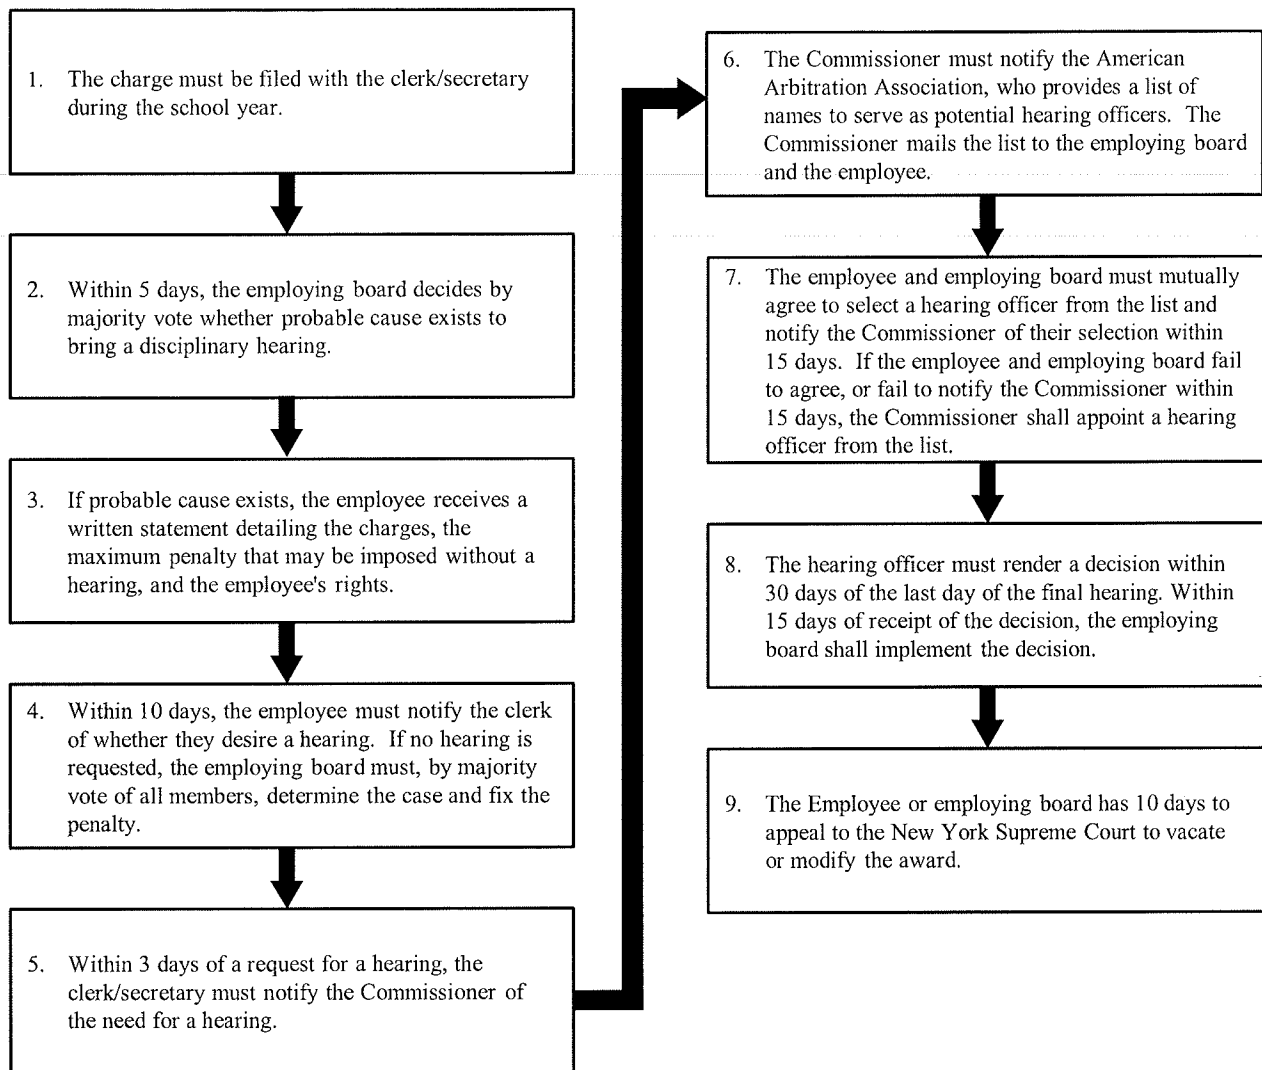 1. The charge must be filed with the clerk/secretary
during the school year.
2. Within 5 days, the employing board decides by
majority vote whether probable cause exists to
bring a disciplinary hearing.
3. If probable cause exists, the employee receives a
written statement detailing the charges, the
maximum penalty that may be imposed without a
hearing, and the employee's rights.
4. Within 10 days, the employee must notify the clerk
of whether they desire a hearing. If no hearing is
requested, the employing board must, by majority
vote of all members, determine the case and fix the
penalty.
5. Within 3 days of a request for a hearing, the
clerk/secretary must notify the Commissioner of
the need for a hearing.
6. The Commissioner must notify the American
Arbitration Association, who provides a list of
names to serve as potential hearing officers. The
Commissioner mails the list to the employing board
and the employee.
7. The employee and employing board must mutually
agree to select a hearing officer from the list and
notify the Commissioner of their selection within
15 days. If the employee and employing board fail
to agree, or fail to notify the Commissioner within
15 days, the Commissioner shall appoint a hearing
officer from the list.
8. The hearing officer must render a decision within
30 days of the last day of the final hearing. Within
15 days of receipt of the decision, the employing
board shall implement the decision.
9. The Employee or employing board has 10 days to
appeal to the New York Supreme Court to vacate
or modify the award.